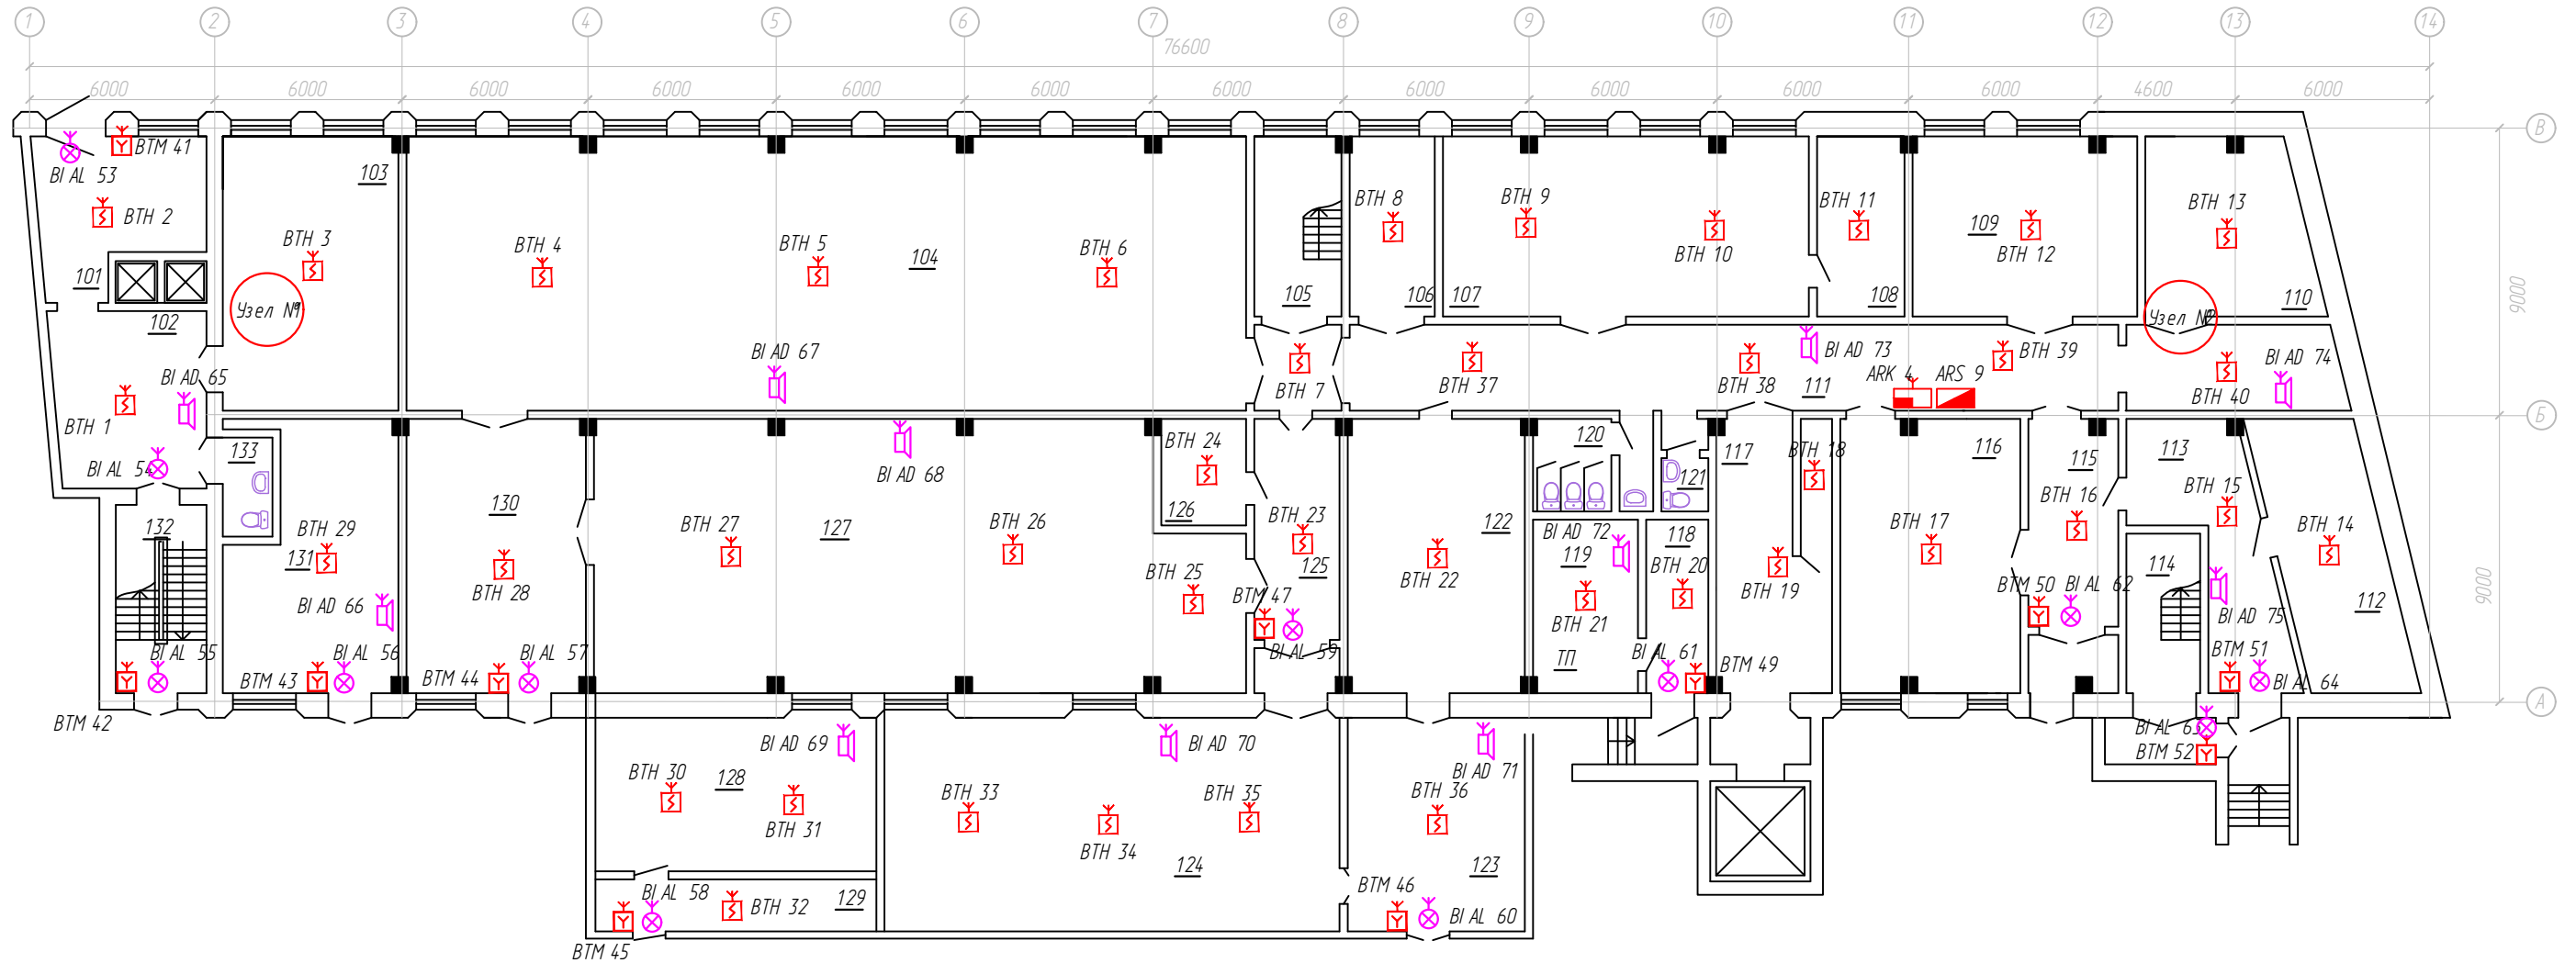 1 2 3 4 5 6 7 8 9 10 11 12 13 14
76600
6000 6000 6000 6000 6000 6000 6000 6000 6000 6000 6000 4600 6000
В
9000
Б
9000
А
BTM 41
BI AL 53
BTH 2
101
102
103
BTH 3
Узел №1
BTH 4
BTH 5
104
BTH 6
BI AD 67
105
BTH 7
BTH 8
106
107
BTH 9
BTH 10
BTH 11
108
109
BTH 12
BTH 13
110
Узел №2
BI AD 65
BTH 1
BI AL 54
133
BTH 37
BTH 38
111
BI AD 73
ARK 4
ARS 9
BTH 39
BTH 40
BI AD 74
132
BTH 29
131
BI AD 66
BI AL 55
BTM 42
BTM 43
BI AL 56
130
BTH 28
BTM 44
BI AL 57
BTH 27
127
BI AD 68
BTH 26
BTH 24
126
BTH 25
BTH 23
125
BTM 47
BI AL 59
BTH 22
122
120
BI AD 72
119
BTH 21
ТП
121
118
BTH 20
BI AL 61
BTM 49
117
BTH 18
BTH 19
116
BTH 17
115
BTH 16
BTM 50
BI AL 62
113
BTH 15
114
BTH 14
112
BI AD 75
BTM 51
BI AL 64
BI AL 63
BTM 52
BI AD 69
BTH 30
128
BTH 31
BI AL 58
BTH 32
129
BTM 45
BI AD 70
BTH 33
BTH 34
BTH 35
124
BI AD 71
BTH 36
123
BTM 46
BI AL 60